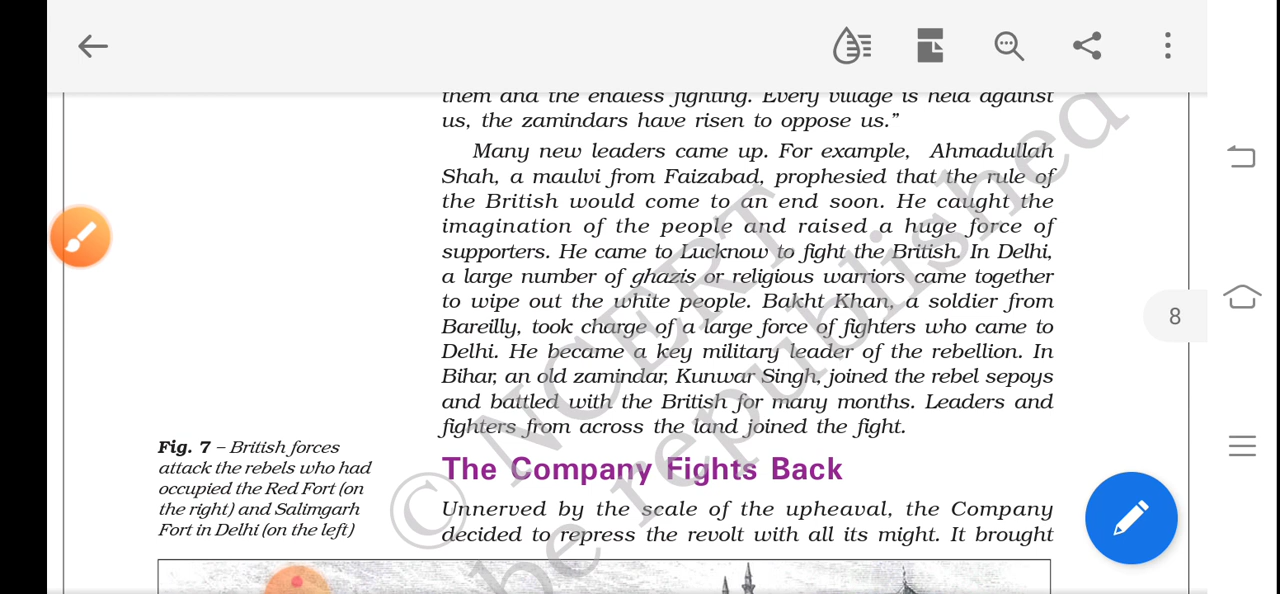 them and the endless fighting. Every village is held against
us, the zamindars have risen to oppose us."
Many new leaders came up. For example, Ahmadullah
Shah, a maulvi from Faizabad, prophesied that the rule of
the British would come to an end soon. He caught the
imagination of the people and raised a huge force of
supporters. He came to Lucknow to fight the British. In Delhi,
a large number of ghazis or religious warriors came together
to wipe out the white people. Bakht Khan, a soldier from
Bareilly, took charge of a large force of fighters who came to
Delhi. He became a key military leader of the rebellion. In
Bihar, an old zamindar, Kunwar Singh, joined the rebel sepoys
and battled with the British for many months. Leaders and
fighters from across the land joined the fight.
Fig. 7 – British forces
attack the rebels who had
occupied the Red Fort (on
the right) and Salimgarh
Fort in Delhi (on the left)
The Company Fights Back
Unnerved by the scale of the upheaval, the Company
decided to repress the revolt with all its might. It brought
8
© NCERT
be republished